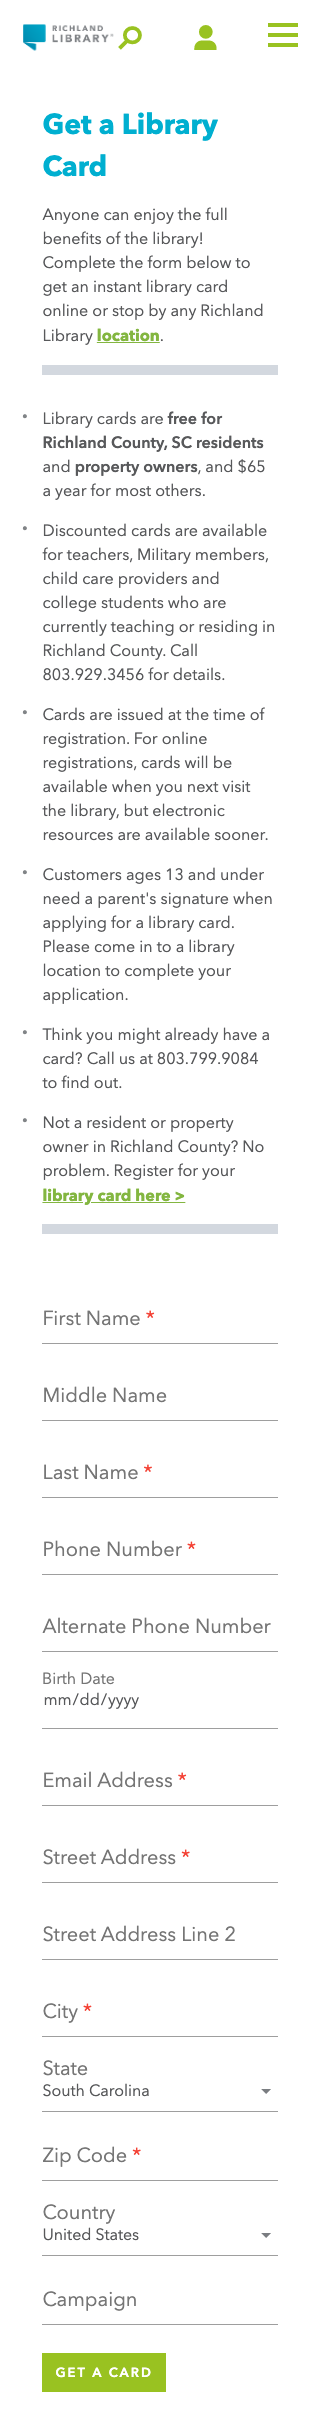 RICHLAND
LIBRARY
Get a Library
Card
Anyone can enjoy the full
benefits of the library!
Complete the form below to
get an instant library card
online or stop by any Richland
Library location.
• Library cards are free for
Richland County, SC residents
and property owners, and $65
a year for most others.
• Discounted cards are available
for teachers, Military members,
child care providers and
college students who are
currently teaching or residing in
Richland County. Call
803.929.3456 for details.
• Cards are issued at the time of
registration. For online
registrations, cards will be
available when you next visit
the library, but electronic
resources are available sooner.
• Customers ages 13 and under
need a parent's signature when
applying for a library card.
Please come in to a library
location to complete your
application.
• Think you might already have a
card? Call us at 803.799.9084
to find out.
• Not a resident or property
owner in Richland County? No
problem. Register for your
library card here >
First Name *
Middle Name
Last Name *
Phone Number *
Alternate Phone Number
Birth Date
mm/dd/yyyy
Email Address *
Street Address *
Street Address Line 2
City *
State
South Carolina
Zip Code *
Country
United States
Campaign
GET A CARD